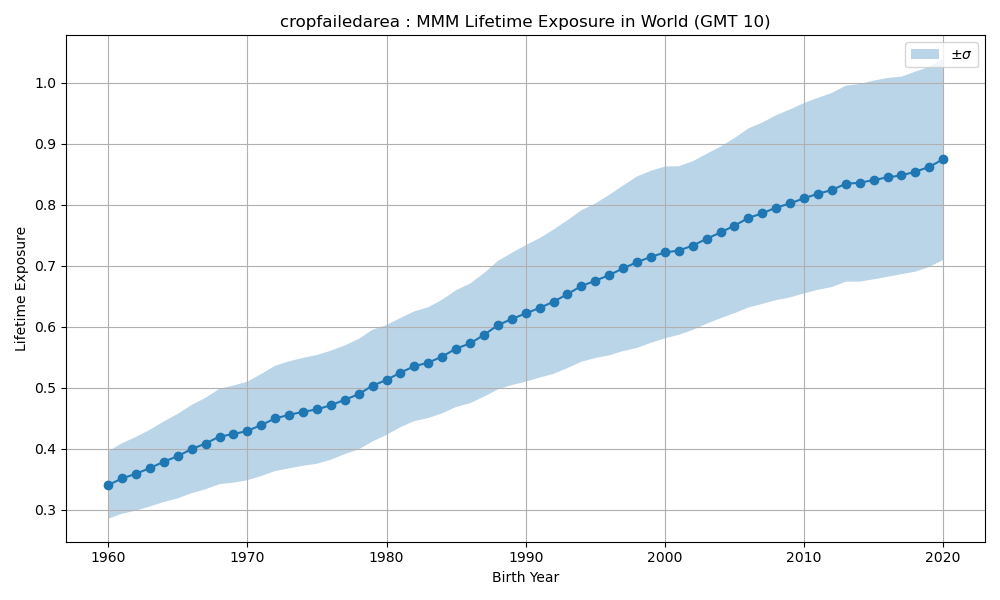 cropfailedarea : MMM Lifetime Exposure in World (GMT 10)
±σ
Lifetime Exposure
1.0
0.9
0.8
0.7
0.6
0.5
0.4
0.3
1960 1970 1980 1990 2000 2010 2020
Birth Year